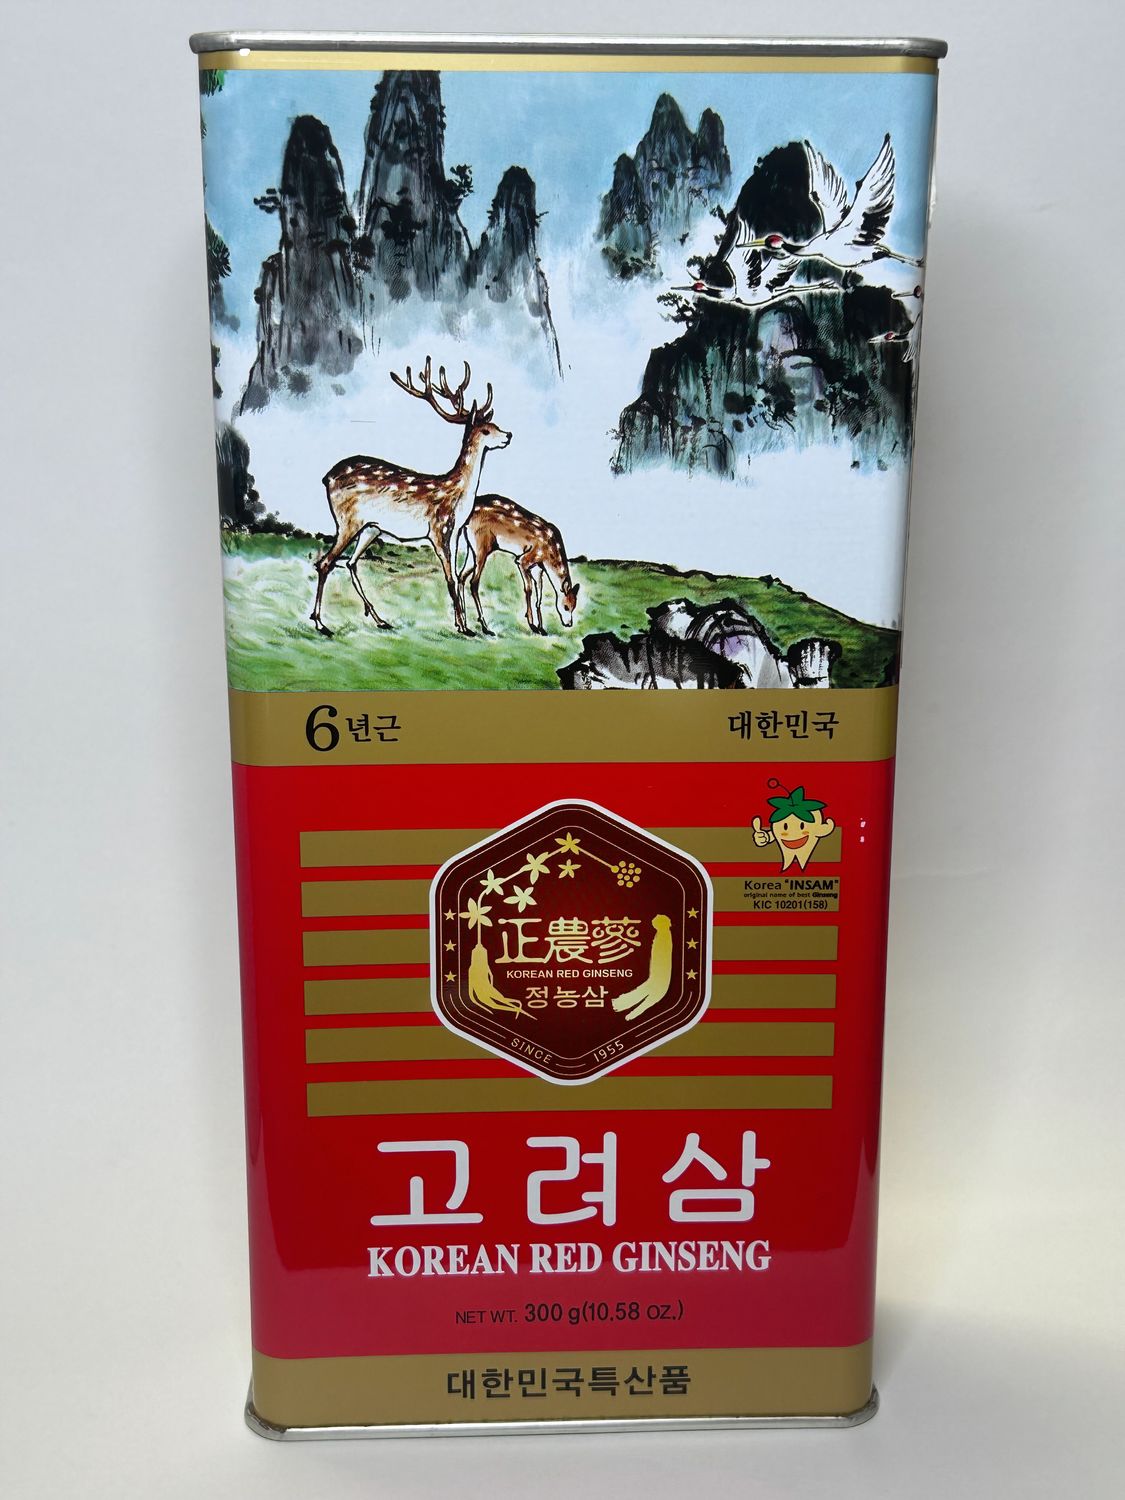 6년근
대한민국
Korea "INSAM"
original name of best Ginseng
KIC 10201(158)
正農蔘
KOREAN RED GINSENG
정농삼
SINCE 1955
고려삼
KOREAN RED GINSENG
NET WT. 300 g(10.58 OZ.)
대한민국특산품